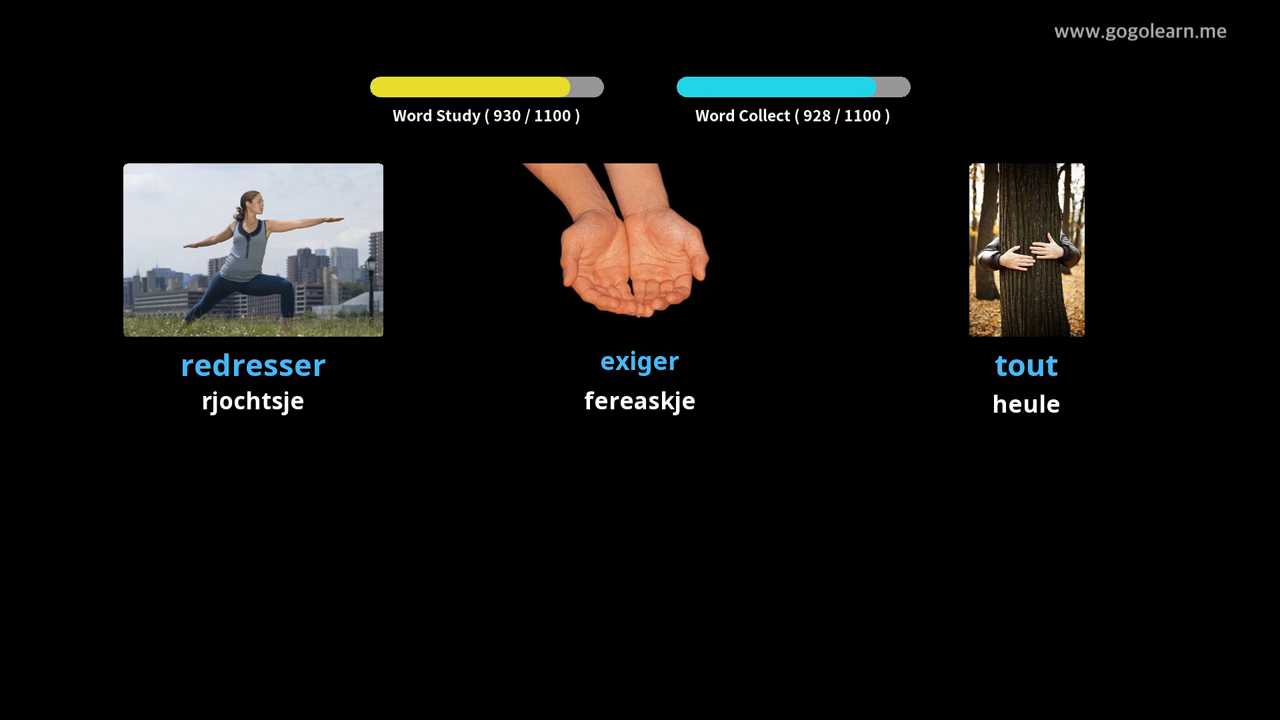 www.gogolearn.me
Word Study ( 930 / 1100 )
Word Collect ( 928 / 1100 )
redresser
exiger
tout
rjochtsje
fereaskje
heule